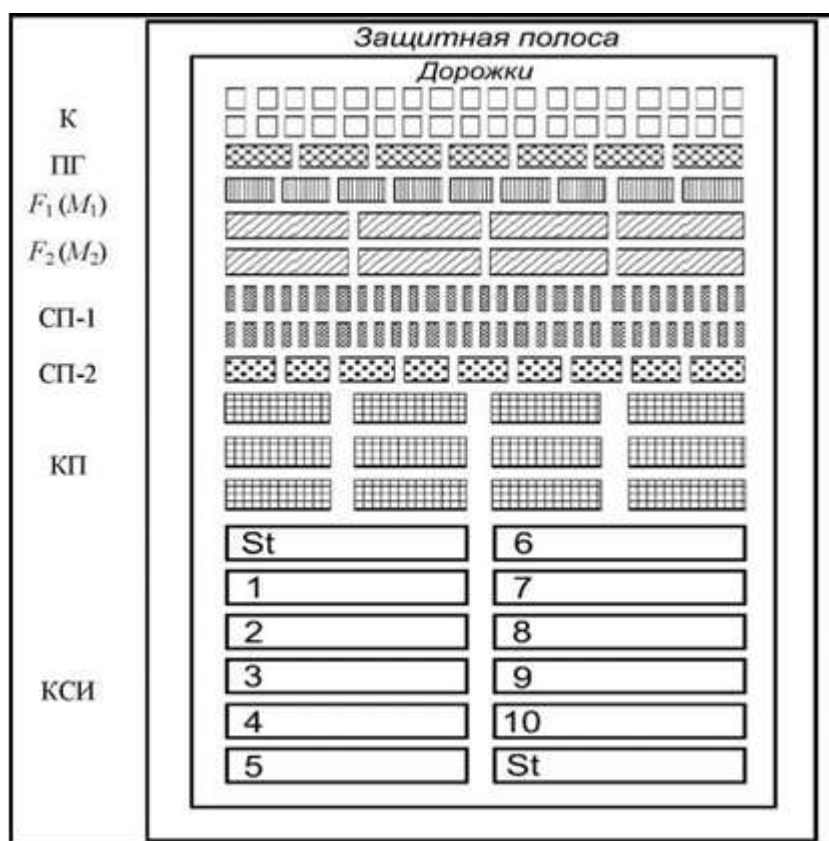 Защитная полоса
Дорожки
К
ПГ
F₁ (M₁)
F₂ (M₂)
СП-1
СП-2
КП
КСИ
St 6
1 7
2 8
3 9
4 10
5 St